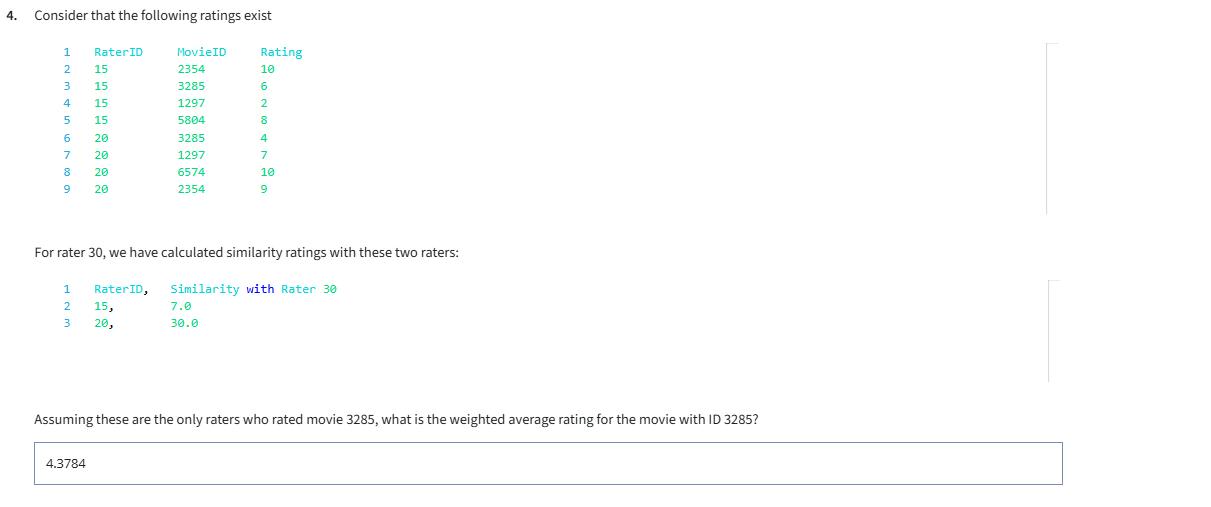 4. Consider that the following ratings exist
1 RaterID MovieID Rating
2 15 2354 10
3 15 3285 6
4 15 1297 2
5 15 5804 8
6 20 3285 4
7 20 1297 7
8 20 6574 10
9 20 2354 9
For rater 30, we have calculated similarity ratings with these two raters:
1 RaterID, Similarity with Rater 30
2 15, 7.0
3 20, 30.0
Assuming these are the only raters who rated movie 3285, what is the weighted average rating for the movie with ID 3285?
4.3784